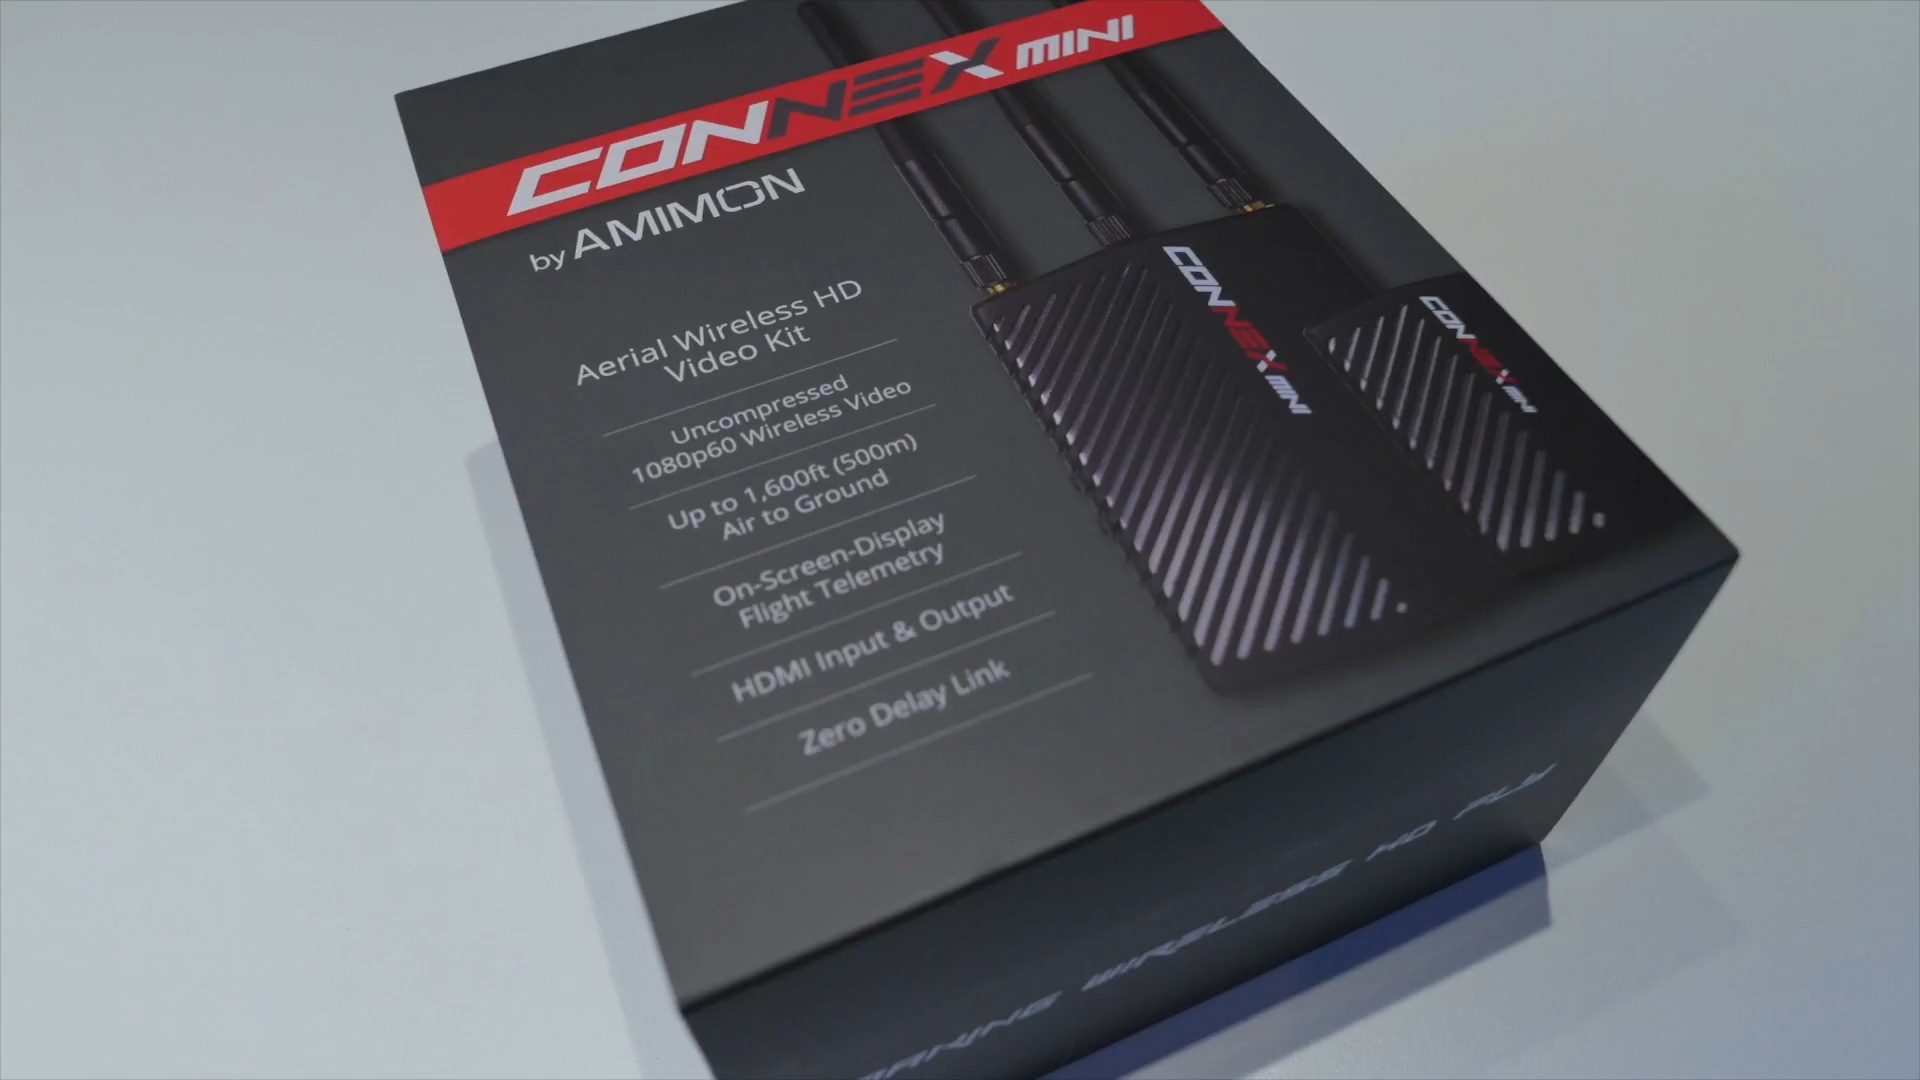 CONNEX MINI
by AMIMON
Aerial Wireless HD
Video Kit
Uncompressed
1080p60 Wireless Video
Up to 1,600ft (500m)
Air to Ground
On-Screen-Display
Flight Telemetry
HDMI Input & Output
Zero Delay Link
CONNEX MINI
CONNEX MINI
WIRELESS HD FLY